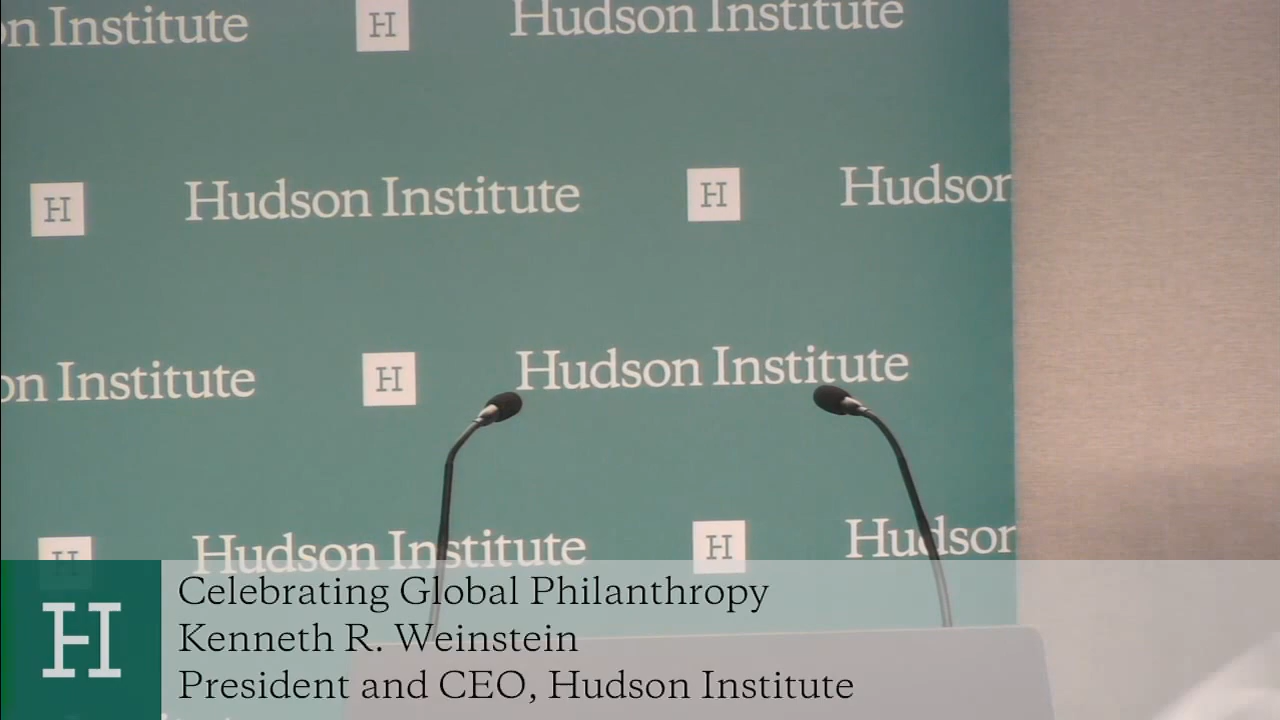 on Institute H Hudson Institute
H Hudson Institute H Hudson
on Institute H Hudson Institute
H Hudson Institute H Hudson
Celebrating Global Philanthropy
H Kenneth R. Weinstein
President and CEO, Hudson Institute